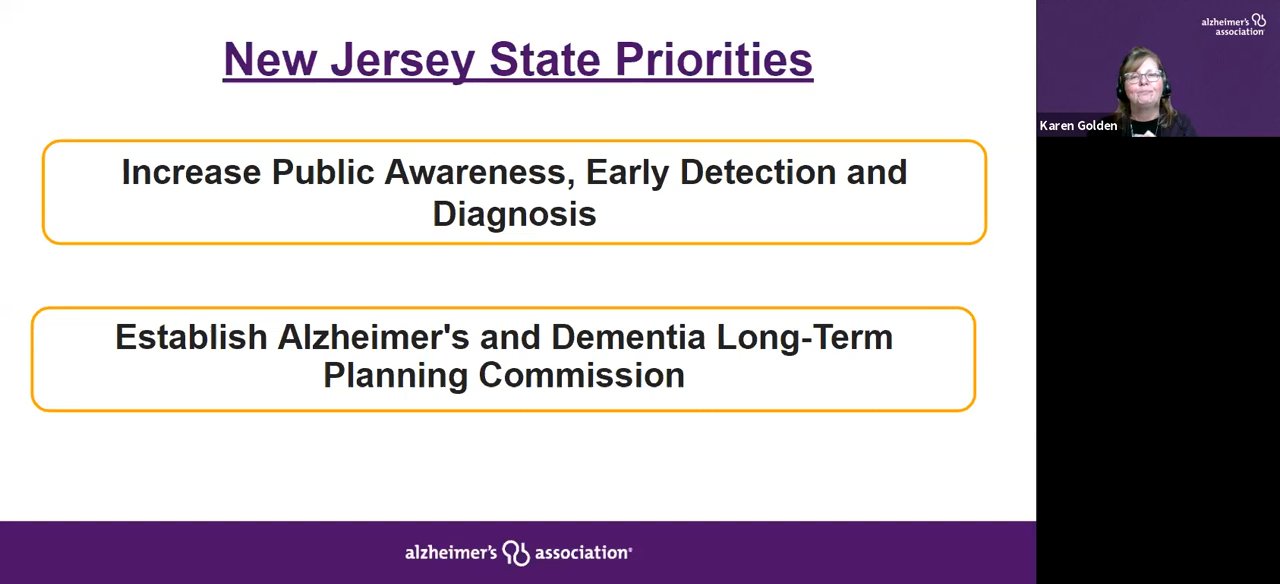 New Jersey State Priorities
Increase Public Awareness, Early Detection and
Diagnosis
Establish Alzheimer's and Dementia Long-Term
Planning Commission
alzheimer's association®
alzheimer's
association®
Karen Golden